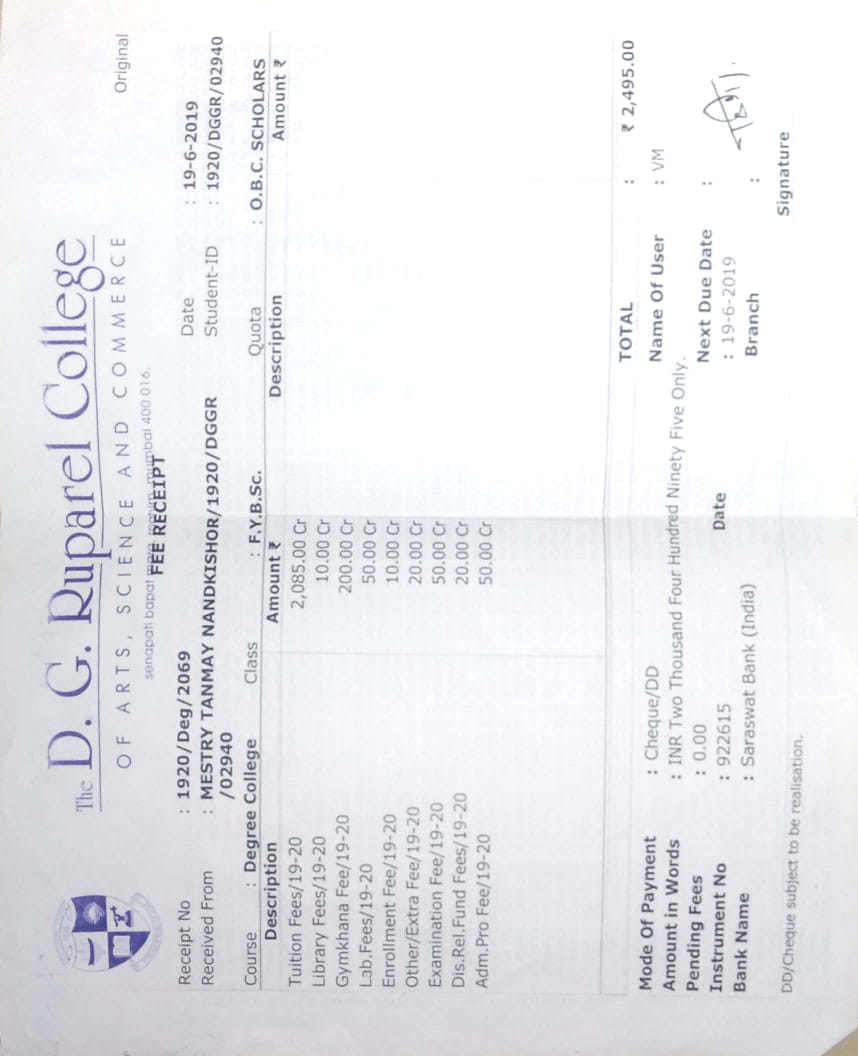 The D. G. Ruparel College
OF ARTS, SCIENCE AND COMMERCE
senapati bapat marg, mahim, mumbai 400 016.
Original
FEE RECEIPT
Receipt No : 1920/Deg/2069 Date : 19-6-2019
Received From : MESTRY TANMAY NANDKISHOR/1920/DGGR Student-ID : 1920/DGGR/02940
/02940
Course : Degree College Class : F.Y.B.Sc. Quota : O.B.C. SCHOLARS
Description Amount ₹ Description Amount ₹
Tuition Fees/19-20 2,085.00 Cr
Library Fees/19-20 10.00 Cr
Gymkhana Fee/19-20 200.00 Cr
Lab.Fees/19-20 50.00 Cr
Enrollment Fee/19-20 10.00 Cr
Other/Extra Fee/19-20 20.00 Cr
Examination Fee/19-20 50.00 Cr
Dis.Rel.Fund Fees/19-20 20.00 Cr
Adm.Pro Fee/19-20 50.00 Cr
TOTAL : ₹ 2,495.00
Mode Of Payment : Cheque/DD Name Of User : VM
Amount in Words : INR Two Thousand Four Hundred Ninety Five Only.
Pending Fees : 0.00 Next Due Date :
Instrument No : 922615 Date : 19-6-2019
Bank Name : Saraswat Bank (India) Branch :
Signature
DD/Cheque subject to be realisation.